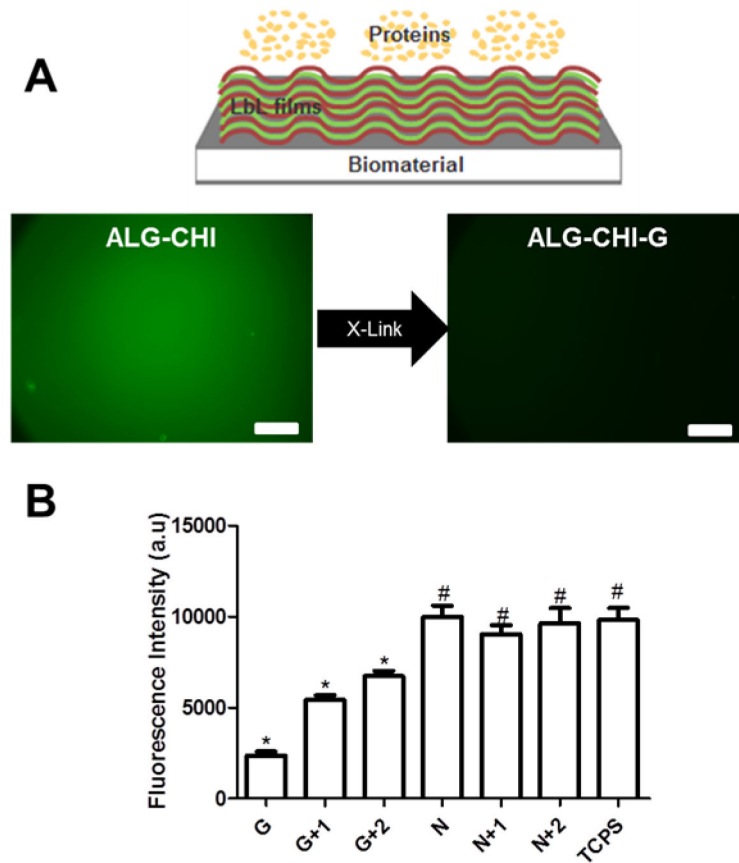 A
Proteins
LbL films
Biomaterial
ALG-CHI
X-Link
ALG-CHI-G
B
Fluorescence Intensity (a.u)
15000
10000
5000
0
*
*
*
#
#
#
#
G
G+1
G+2
N
N+1
N+2
TCPS